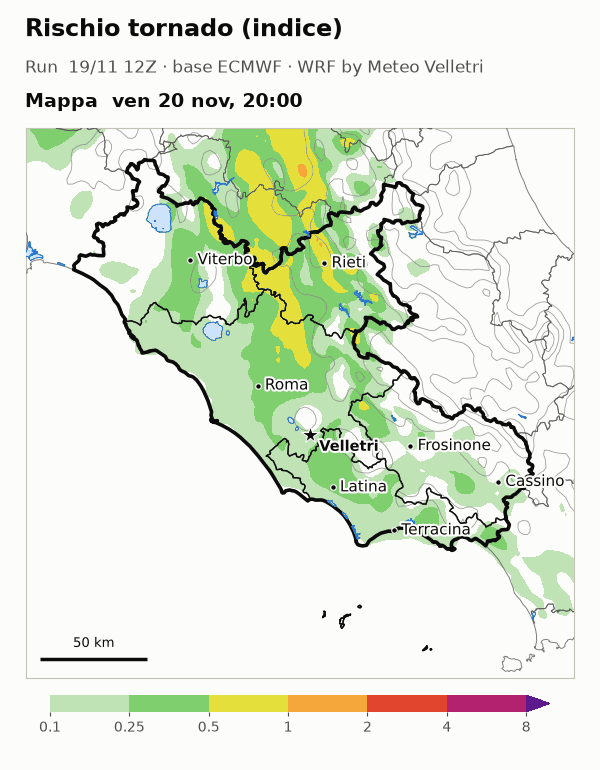 Rischio tornado (indice)
Run  19/11 12Z · base ECMWF · WRF by Meteo Velletri
Mappa  ven 20 nov, 20:00
Viterbo
Rieti
Roma
Velletri
Frosinone
Latina
Cassino
Terracina
50 km
0.1 0.25 0.5 1 2 4 8